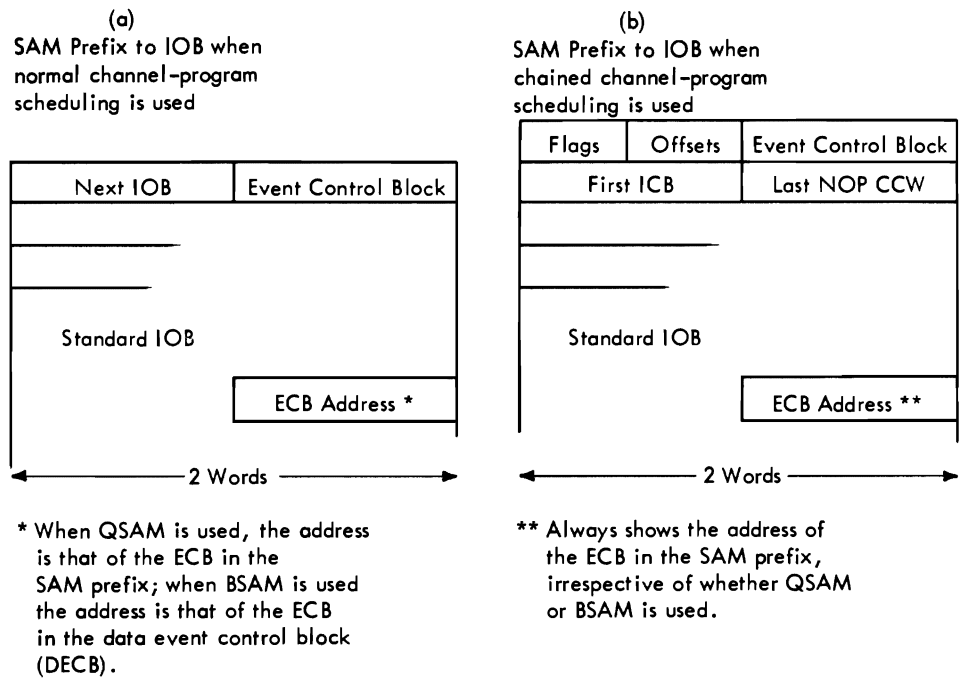 (a)
SAM Prefix to IOB when
normal channel-program
scheduling is used
Next IOB
Event Control Block
Standard IOB
ECB Address *
2 Words
* When QSAM is used, the address
is that of the ECB in the
SAM prefix; when BSAM is used
the address is that of the ECB
in the data event control block
(DECB).
(b)
SAM Prefix to IOB when
chained channel-program
scheduling is used
Flags
Offsets
Event Control Block
First ICB
Last NOP CCW
Standard IOB
ECB Address **
2 Words
** Always shows the address of
the ECB in the SAM prefix,
irrespective of whether QSAM
or BSAM is used.